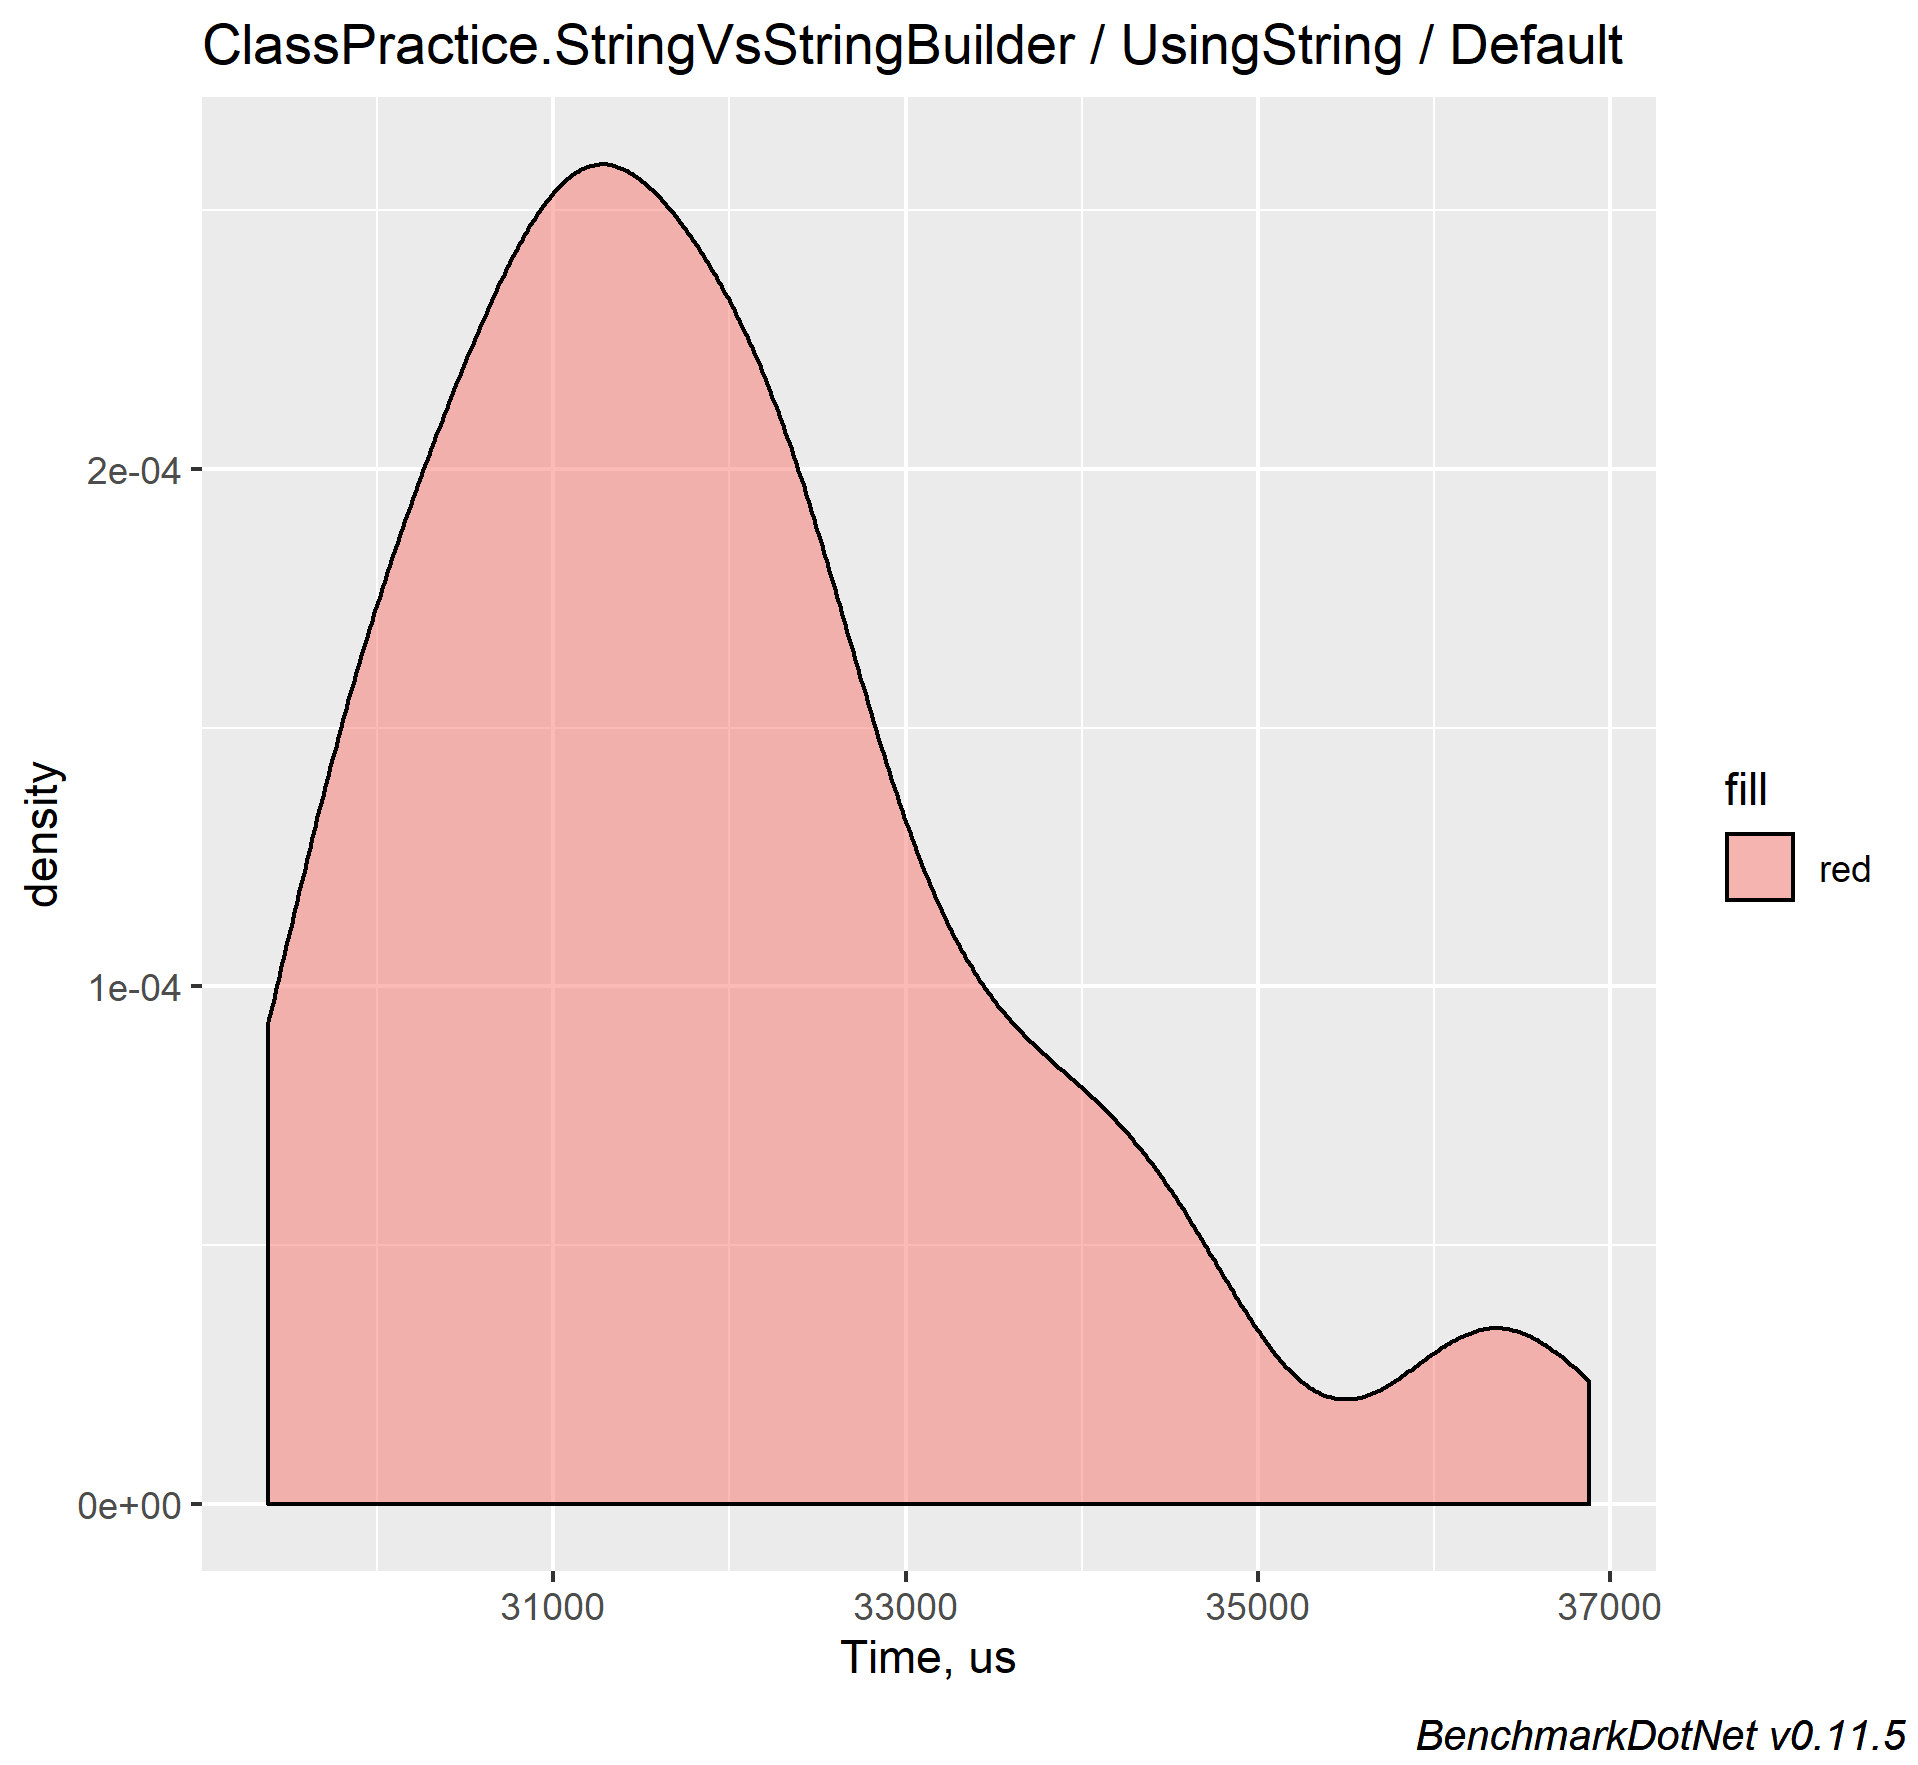 ClassPractice.StringVsStringBuilder / UsingString / Default
density
2e-04
1e-04
0e+00
31000
33000
35000
37000
Time, us
fill
red
BenchmarkDotNet v0.11.5